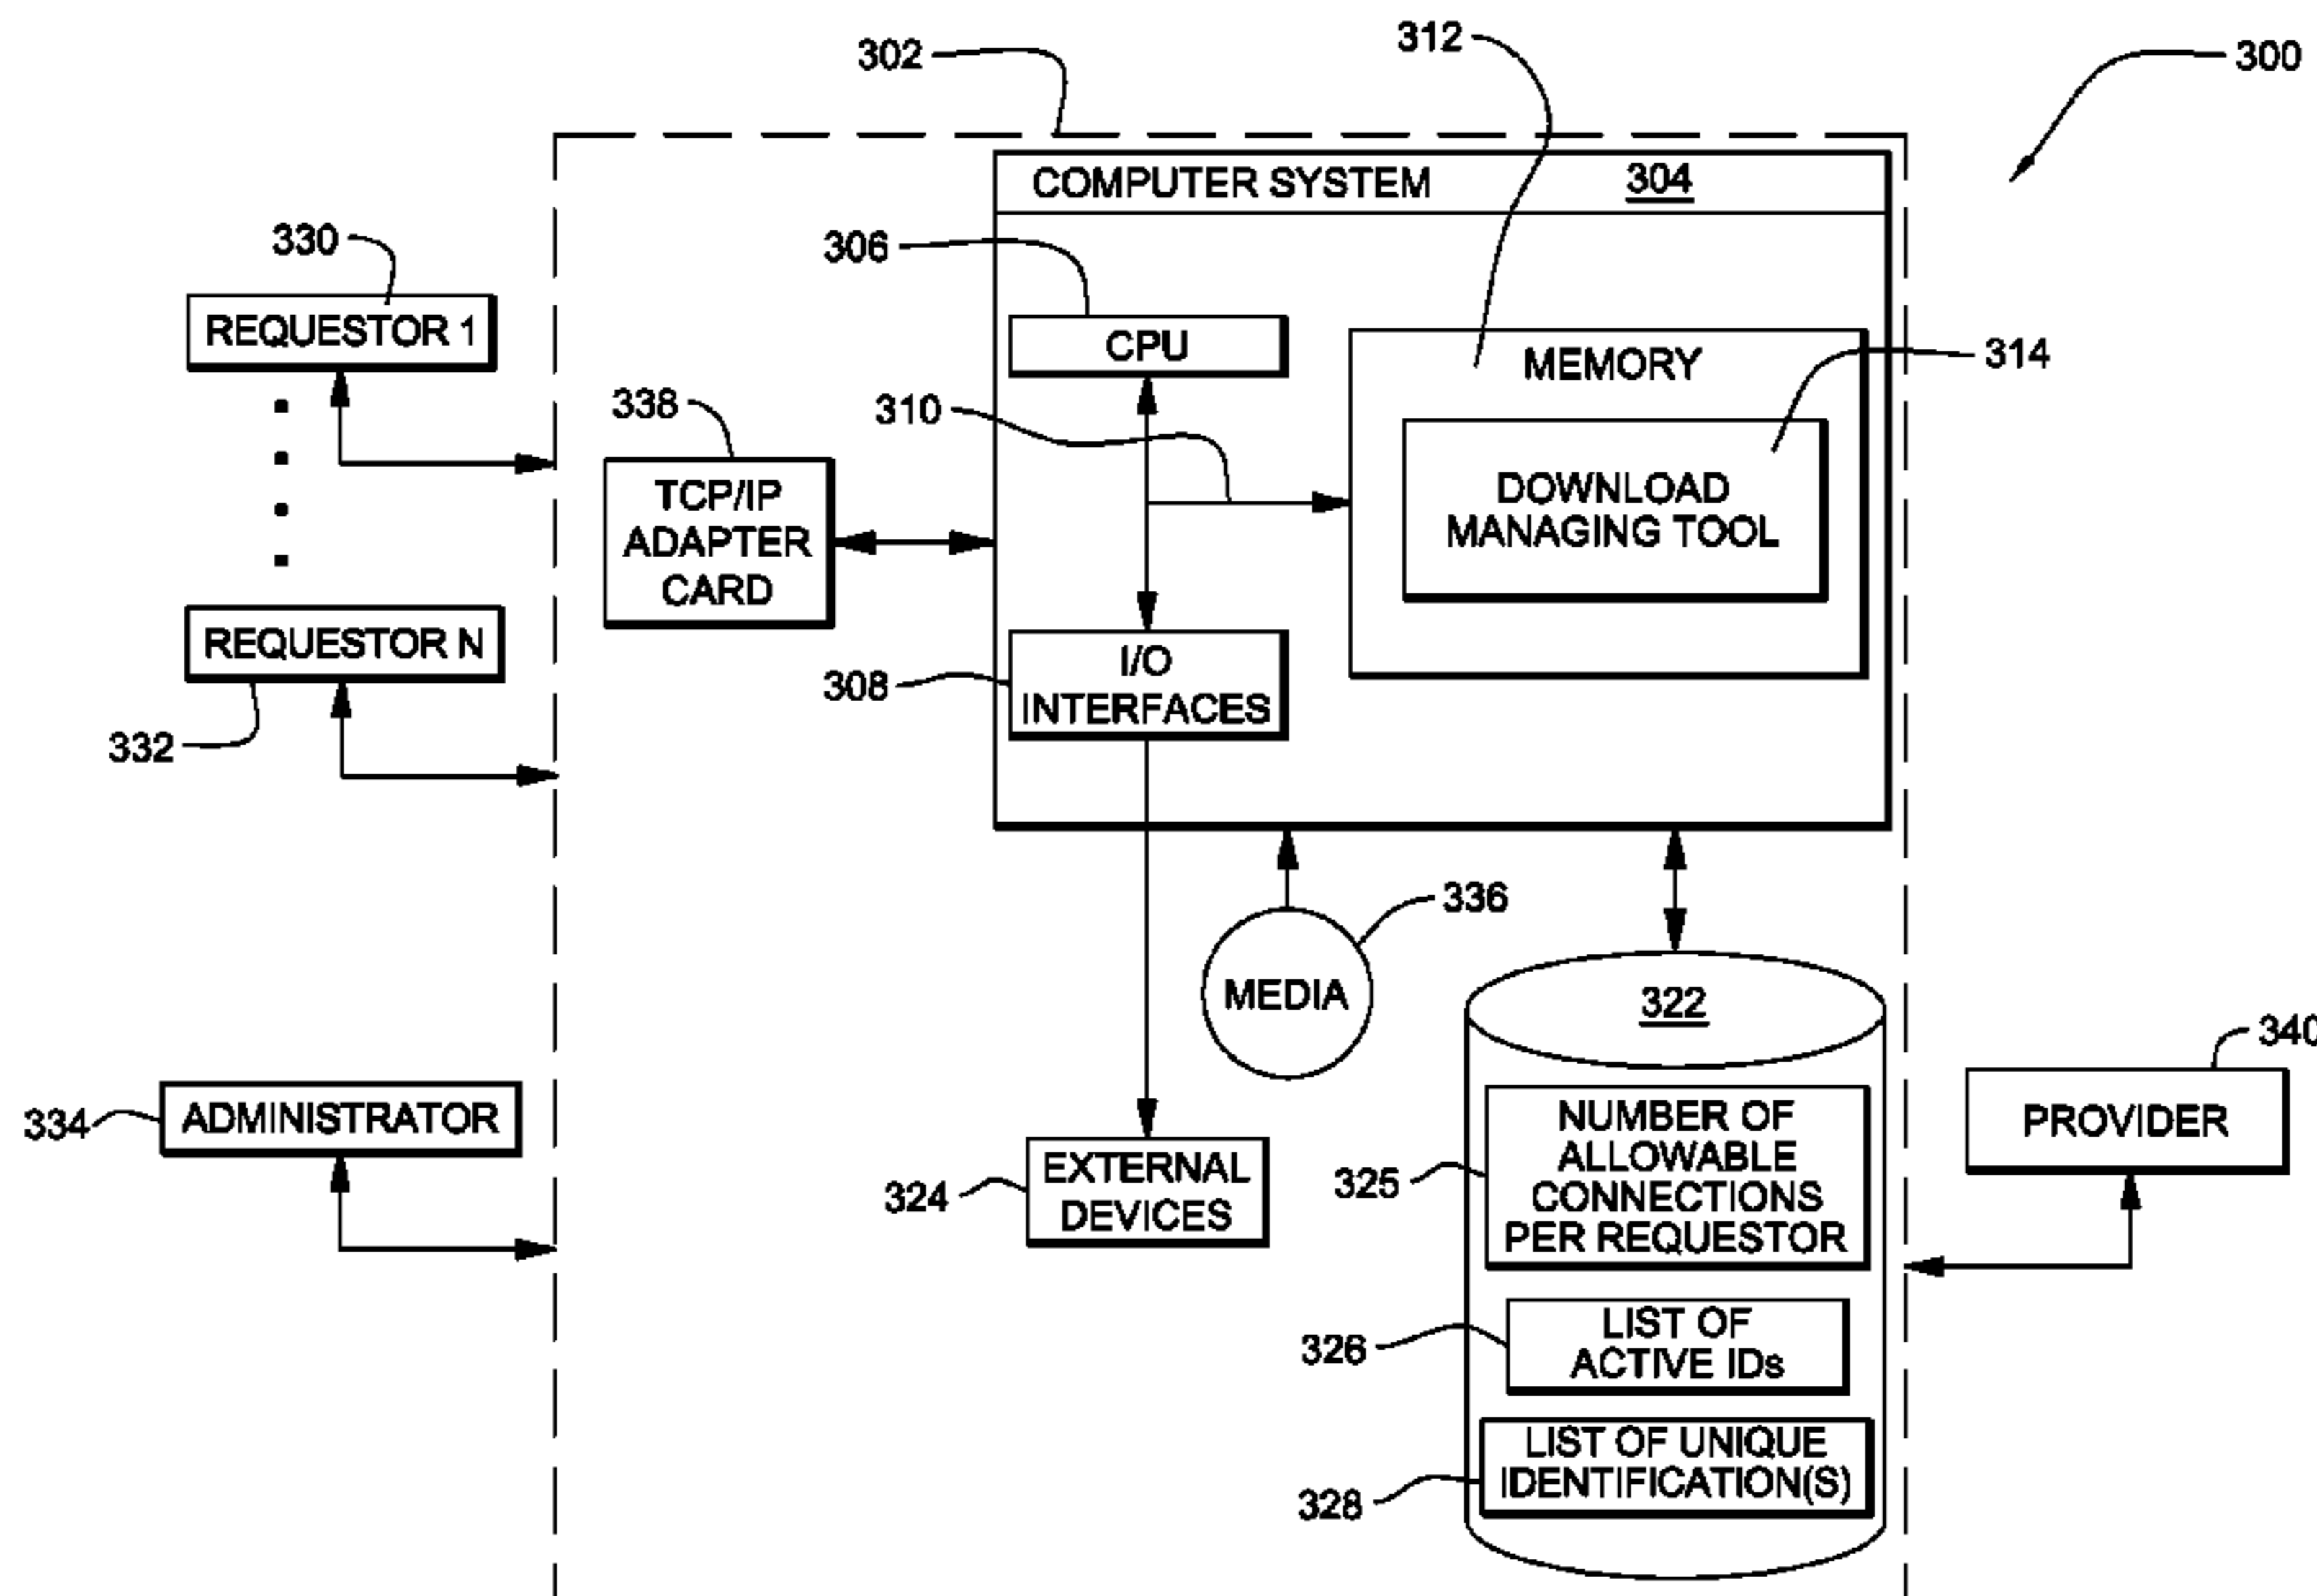 302
312
300
COMPUTER SYSTEM 304
330
306
REQUESTOR 1
CPU
MEMORY
314
338
310
TCP/IP
ADAPTER
CARD
DOWNLOAD
MANAGING TOOL
REQUESTOR N
332
308
I/O
INTERFACES
336
MEDIA
322
340
334
ADMINISTRATOR
PROVIDER
324
EXTERNAL
DEVICES
325
NUMBER OF
ALLOWABLE
CONNECTIONS
PER REQUESTOR
326
LIST OF
ACTIVE IDs
328
LIST OF UNIQUE
IDENTIFICATION(S)